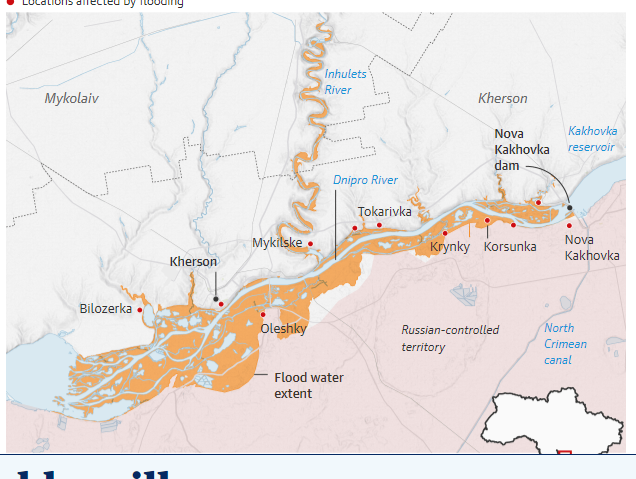 Locations affected by flooding
Inhulets
River
Mykolaiv
Kherson
Nova
Kakhovka
dam
Kakhovka
reservoir
Dnipro River
Tokarivka
Mykilske
Krynky
Korsunka
Nova
Kakhovka
Kherson
Bilozerka
Oleshky
Russian-controlled
territory
North
Crimean
canal
Flood water
extent